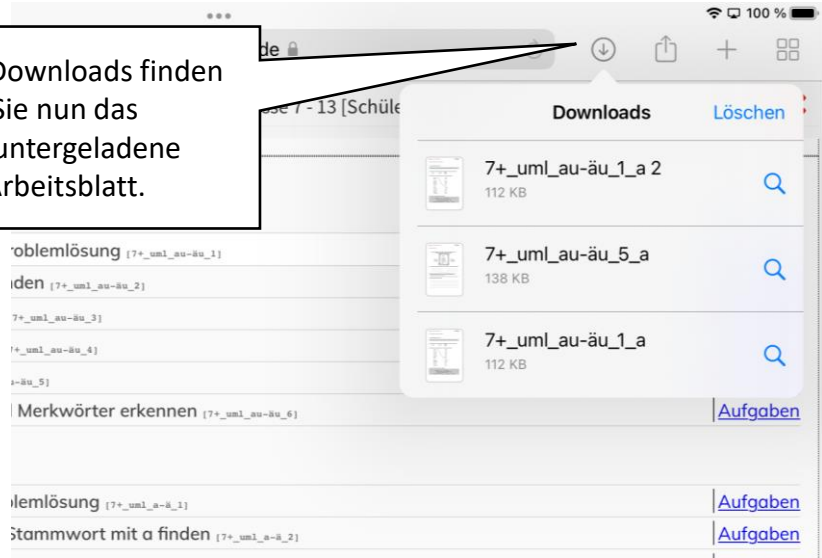 100 %
de
Downloads finden
Sie nun das
untergeladene
Arbeitsblatt.
7 - 13 [Schüle
Downloads
Löschen
7+_uml_au-äu_1_a 2
112 KB
7+_uml_au-äu_5_a
138 KB
7+_uml_au-äu_1_a
112 KB
roblemlösung [7+_uml_au-äu_1]
den [7+_uml_au-äu_2]
7+_uml_au-äu_3]
7+_uml_au-äu_4]
u-äu_5]
Merkwörter erkennen [7+_uml_au-äu_6] Aufgaben
blemlösung [7+_uml_a-ä_1] Aufgaben
Stammwort mit a finden [7+_uml_a-ä_2] Aufgaben